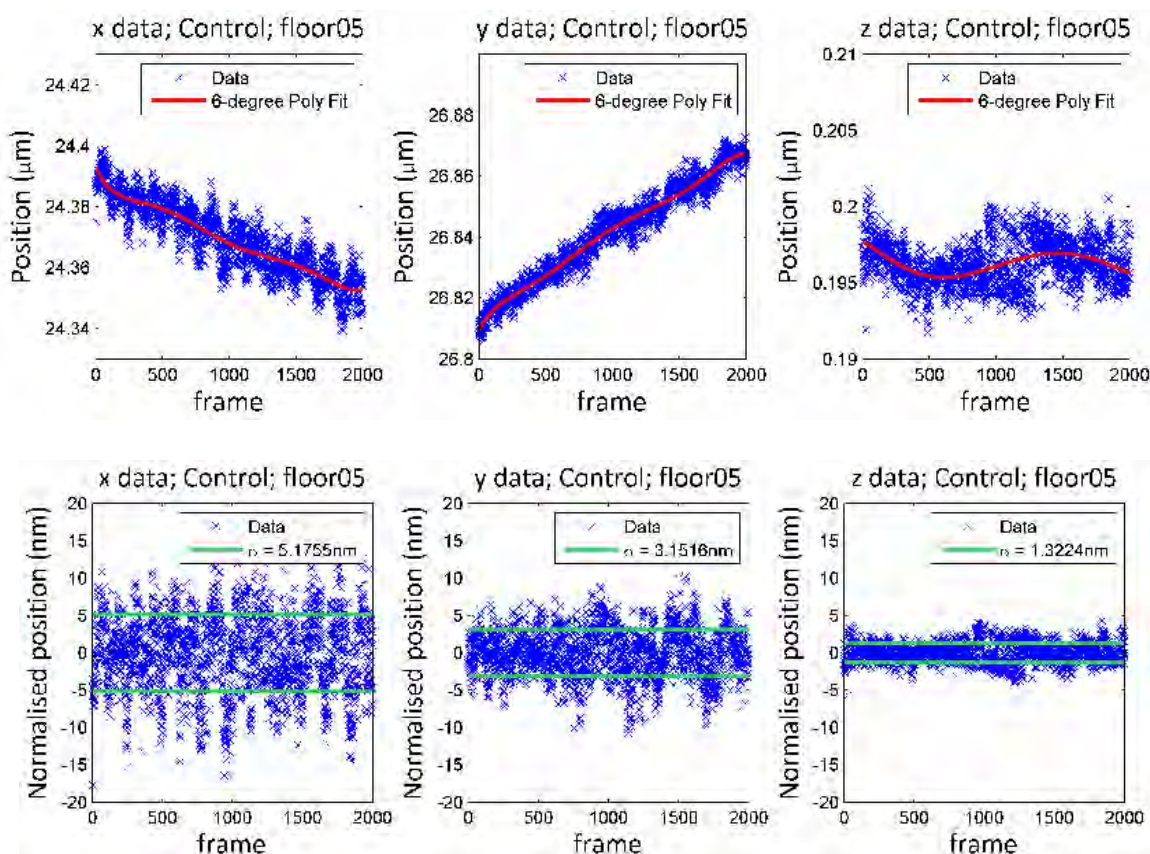 x data; Control; floor05
y data; Control; floor05
z data; Control; floor05
Data
6-degree Poly Fit
Data
6-degree Poly Fit
Data
6-degree Poly Fit
Position (μm)
24.42
24.4
24.38
24.36
24.34
0 500 1000 1500 2000
frame
Position (μm)
26.88
26.86
26.84
26.82
26.8
0 500 1000 1500 2000
frame
Position (μm)
0.21
0.205
0.2
0.195
0.19
0 500 1000 1500 2000
frame
x data; Control; floor05
y data; Control; floor05
z data; Control; floor05
Data
= 5.1755nm
Data
= 3.1516nm
Data
= 1.3224nm
Normalised position (nm)
20
15
10
5
0
-5
-10
-15
-20
0 500 1000 1500 2000
frame
Normalised position (nm)
20
15
10
5
0
-5
-10
-15
-20
0 500 1000 1500 2000
frame
Normalised position (nm)
20
15
10
5
0
-5
-10
-15
-20
0 500 1000 1500 2000
frame